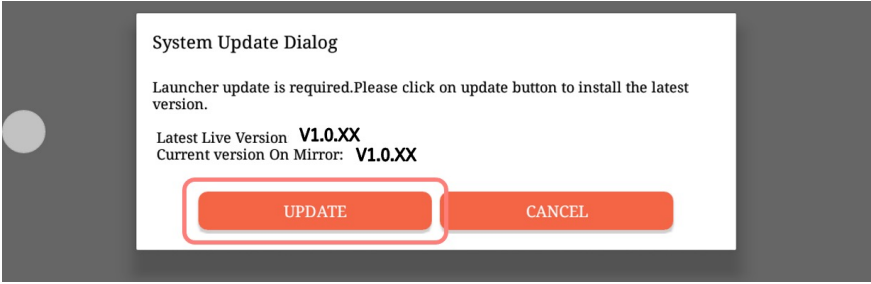 System Update Dialog
Launcher update is required.Please click on update button to install the latest
version.
Latest Live Version V1.0.XX
Current version On Mirror: V1.0.XX
UPDATE CANCEL